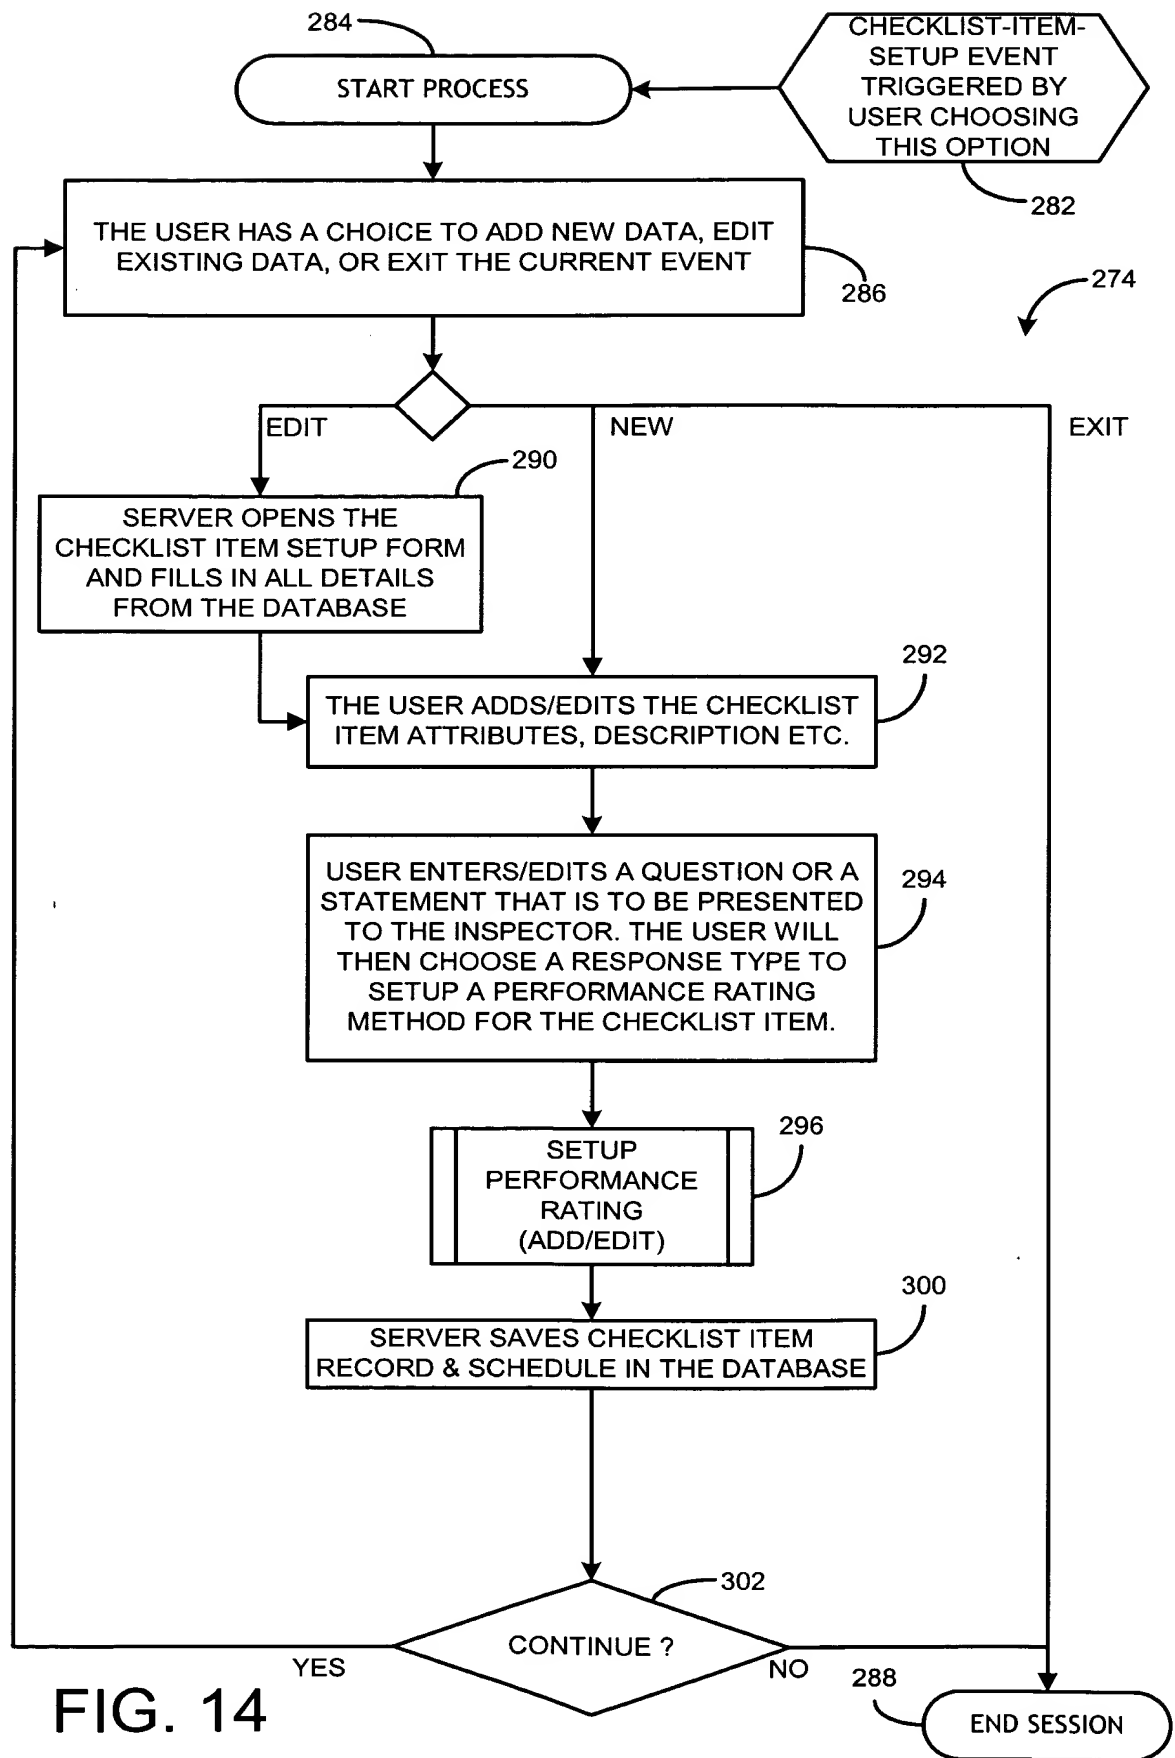 284
START PROCESS
CHECKLIST-ITEM-
SETUP EVENT
TRIGGERED BY
USER CHOOSING
THIS OPTION
282
THE USER HAS A CHOICE TO ADD NEW DATA, EDIT
EXISTING DATA, OR EXIT THE CURRENT EVENT
286
274
EDIT
NEW
EXIT
290
SERVER OPENS THE
CHECKLIST ITEM SETUP FORM
AND FILLS IN ALL DETAILS
FROM THE DATABASE
292
THE USER ADDS/EDITS THE CHECKLIST
ITEM ATTRIBUTES, DESCRIPTION ETC.
USER ENTERS/EDITS A QUESTION OR A
STATEMENT THAT IS TO BE PRESENTED
TO THE INSPECTOR. THE USER WILL
THEN CHOOSE A RESPONSE TYPE TO
SETUP A PERFORMANCE RATING
METHOD FOR THE CHECKLIST ITEM.
294
SETUP
PERFORMANCE
RATING
(ADD/EDIT)
296
300
SERVER SAVES CHECKLIST ITEM
RECORD & SCHEDULE IN THE DATABASE
302
CONTINUE ?
YES
NO
288
END SESSION
FIG. 14